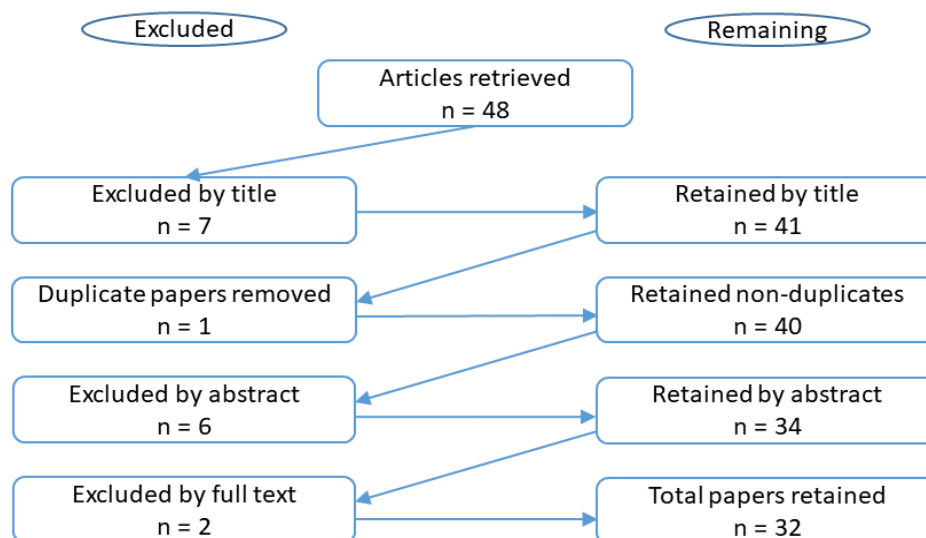 Excluded
Remaining
Articles retrieved
n = 48
Excluded by title
n = 7
Retained by title
n = 41
Duplicate papers removed
n = 1
Retained non-duplicates
n = 40
Excluded by abstract
n = 6
Retained by abstract
n = 34
Excluded by full text
n = 2
Total papers retained
n = 32